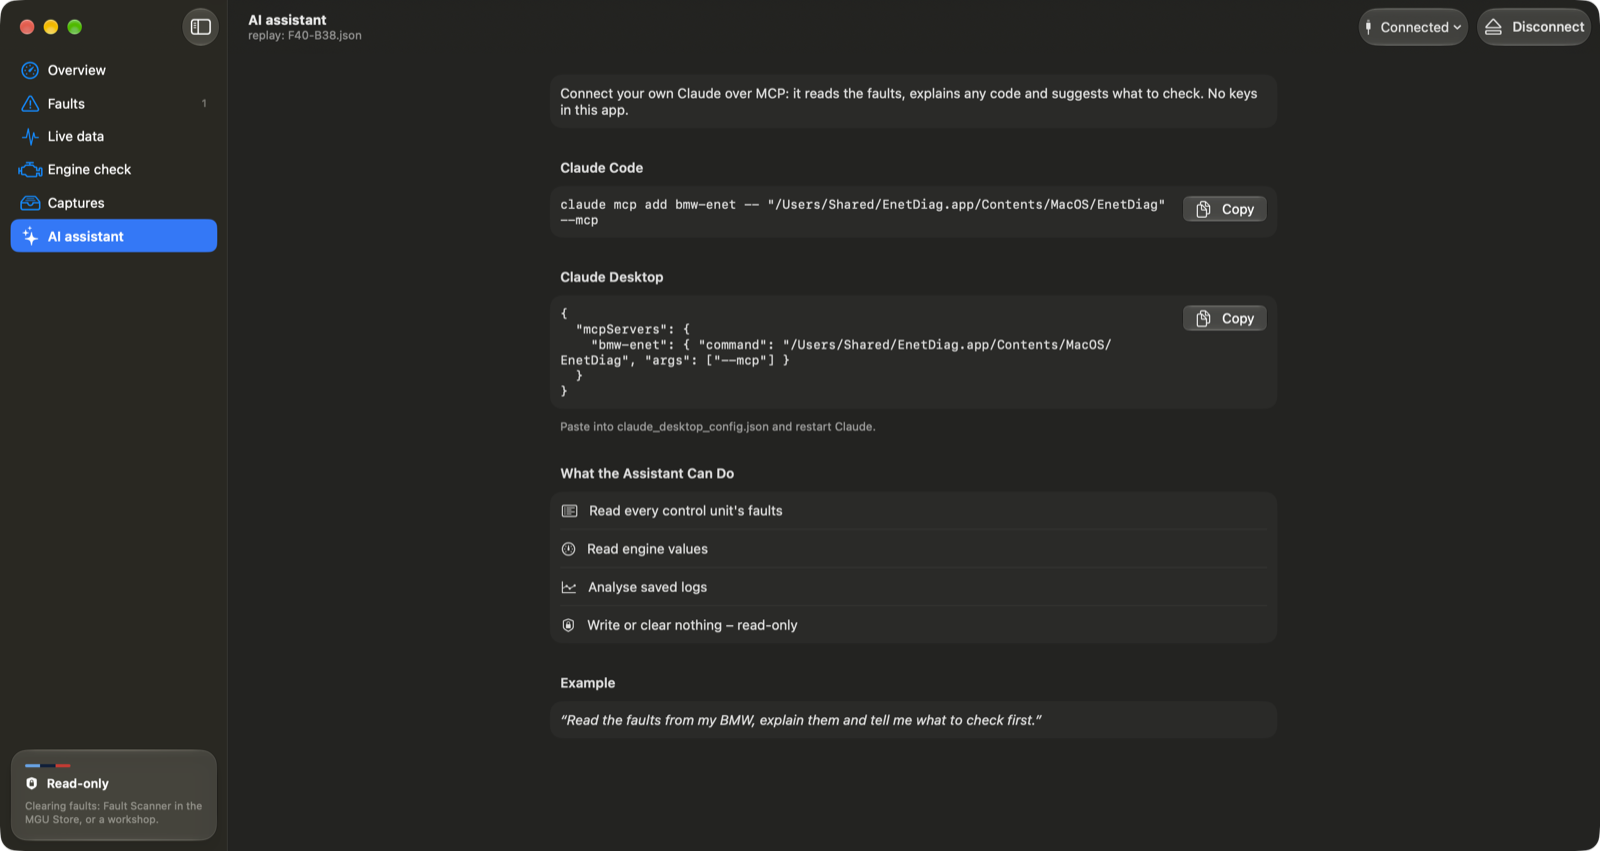 AI assistant
replay: F40-B38.json
Connected
Disconnect
Overview
Faults 1
Live data
Engine check
Captures
AI assistant
Connect your own Claude over MCP: it reads the faults, explains any code and suggests what to check. No keys
in this app.
Claude Code
claude mcp add bmw-enet -- "/Users/Shared/EnetDiag.app/Contents/MacOS/EnetDiag"
--mcp
Copy
Claude Desktop
{
  "mcpServers": {
    "bmw-enet": { "command": "/Users/Shared/EnetDiag.app/Contents/MacOS/
EnetDiag", "args": ["--mcp"] }
  }
}
Copy
Paste into claude_desktop_config.json and restart Claude.
What the Assistant Can Do
Read every control unit's faults
Read engine values
Analyse saved logs
Write or clear nothing – read-only
Example
“Read the faults from my BMW, explain them and tell me what to check first.”
Read-only
Clearing faults: Fault Scanner in the
MGU Store, or a workshop.